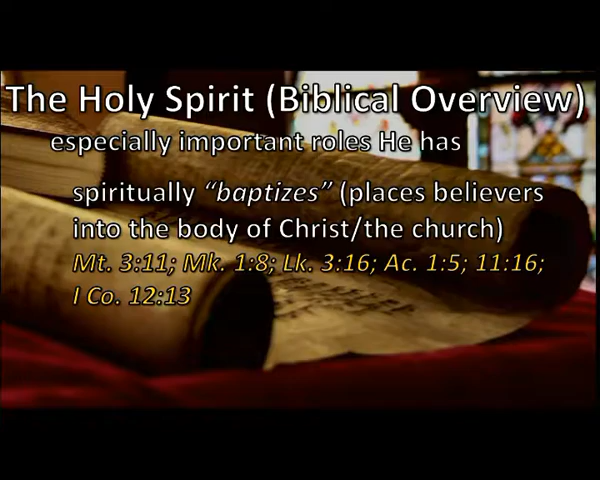 The Holy Spirit (Biblical Overview)
especially important roles He has
spiritually “baptizes” (places believers
into the body of Christ/the church)
Mt. 3:11; Mk. 1:8; Lk. 3:16; Ac. 1:5; 11:16;
I Co. 12:13